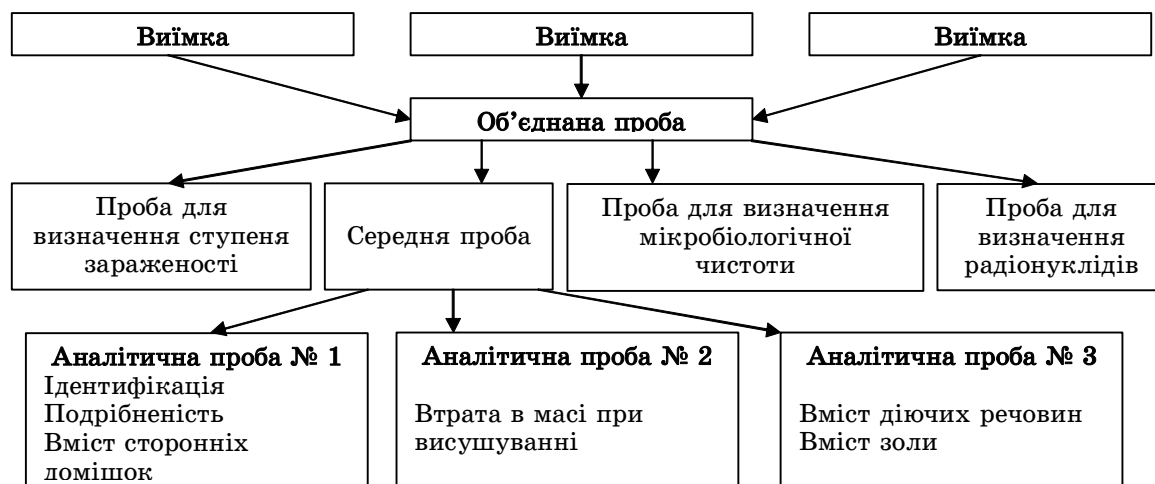 Виїмка
Виїмка
Виїмка
Об’єднана проба
Проба для
визначення ступеня
зараженості
Середня проба
Проба для визначення
мікробіологічної
чистоти
Проба для
визначення
радіонуклідів
Аналітична проба № 1
Ідентифікація
Подрібненість
Вміст сторонніх
домішок
Аналітична проба № 2
Втрата в масі при
висушуванні
Аналітична проба № 3
Вміст діючих речовин
Вміст золи